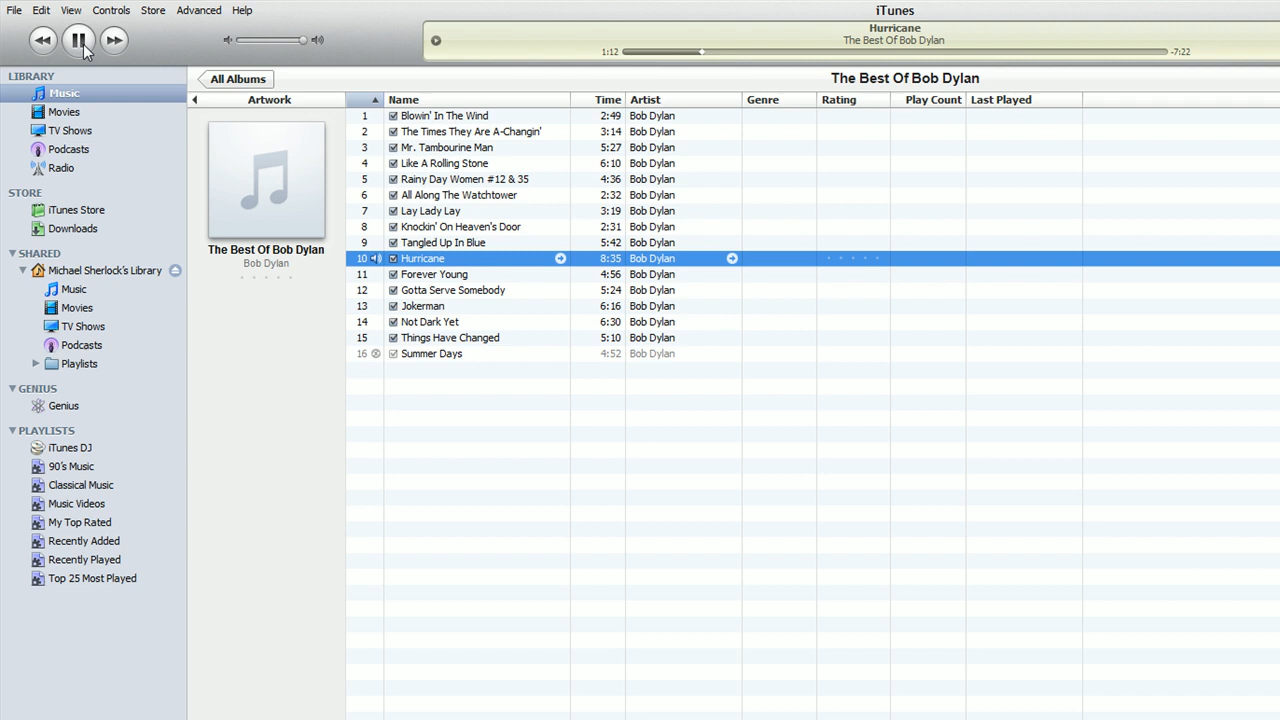 File Edit View Controls Store Advanced Help
iTunes
Hurricane
The Best Of Bob Dylan
1:12 -7:22
LIBRARY
Music
Movies
TV Shows
Podcasts
Radio
STORE
iTunes Store
Downloads
SHARED
Michael Sherlock's Library
Music
Movies
TV Shows
Podcasts
Playlists
GENIUS
Genius
PLAYLISTS
iTunes DJ
90's Music
Classical Music
Music Videos
My Top Rated
Recently Added
Recently Played
Top 25 Most Played
All Albums
The Best Of Bob Dylan
Artwork
The Best Of Bob Dylan
Bob Dylan
Name Time Artist Genre Rating Play Count Last Played
1 Blowin' In The Wind 2:49 Bob Dylan
2 The Times They Are A-Changin' 3:14 Bob Dylan
3 Mr. Tambourine Man 5:27 Bob Dylan
4 Like A Rolling Stone 6:10 Bob Dylan
5 Rainy Day Women #12 & 35 4:36 Bob Dylan
6 All Along The Watchtower 2:32 Bob Dylan
7 Lay Lady Lay 3:19 Bob Dylan
8 Knockin' On Heaven's Door 2:31 Bob Dylan
9 Tangled Up In Blue 5:42 Bob Dylan
10 Hurricane 8:35 Bob Dylan
11 Forever Young 4:56 Bob Dylan
12 Gotta Serve Somebody 5:24 Bob Dylan
13 Jokerman 6:16 Bob Dylan
14 Not Dark Yet 6:30 Bob Dylan
15 Things Have Changed 5:10 Bob Dylan
16 Summer Days 4:52 Bob Dylan